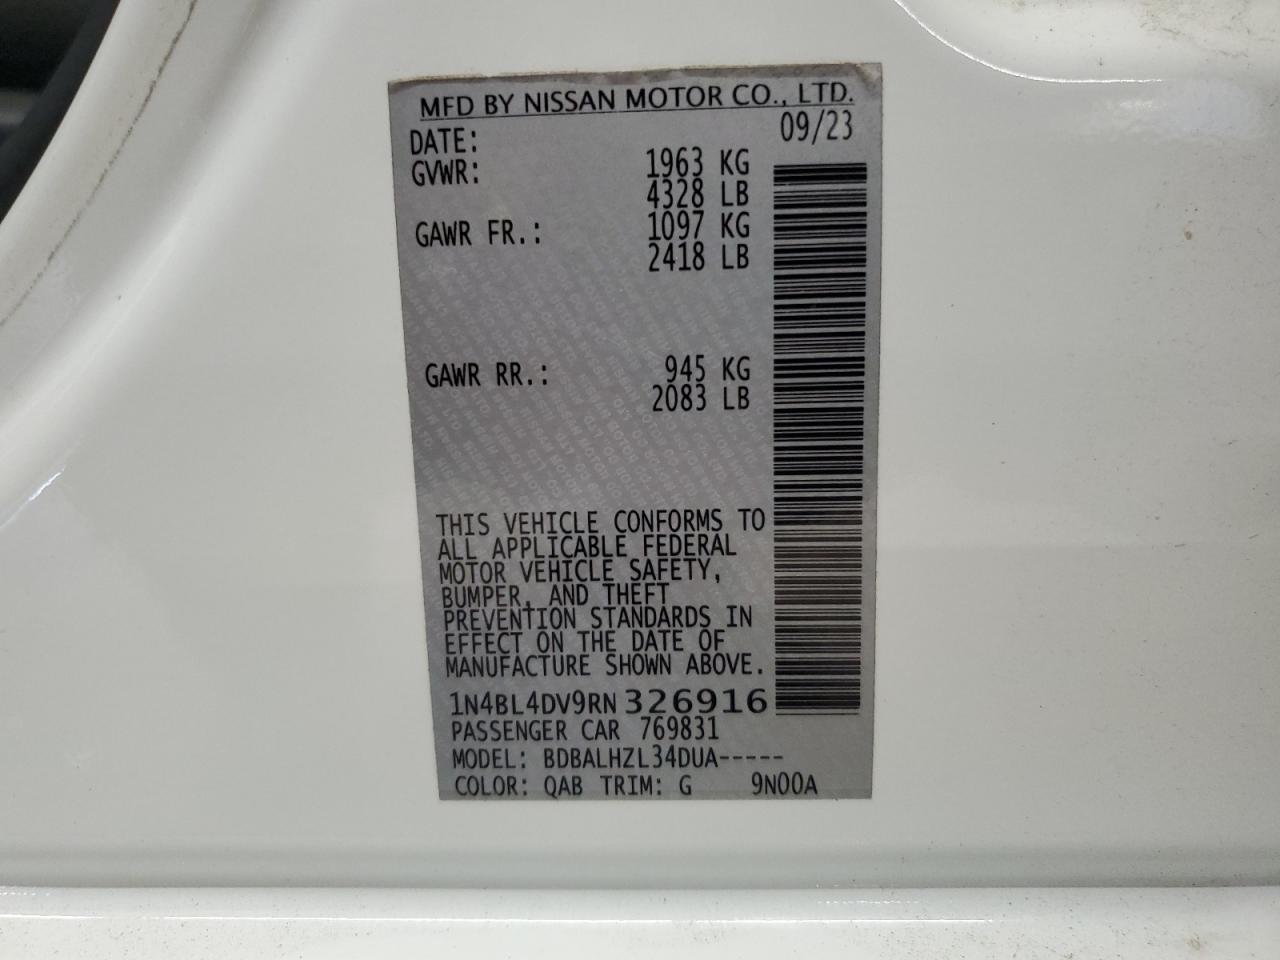 MFD BY NISSAN MOTOR CO., LTD.
DATE: 09/23
GVWR: 1963 KG
4328 LB
GAWR FR.: 1097 KG
2418 LB
GAWR RR.: 945 KG
2083 LB
THIS VEHICLE CONFORMS TO
ALL APPLICABLE FEDERAL
MOTOR VEHICLE SAFETY,
BUMPER, AND THEFT
PREVENTION STANDARDS IN
EFFECT ON THE DATE OF
MANUFACTURE SHOWN ABOVE.
1N4BL4DV9RN326916
PASSENGER CAR 769831
MODEL: BDBALHZL34DUA-----
COLOR: QAB TRIM: G 9N00A